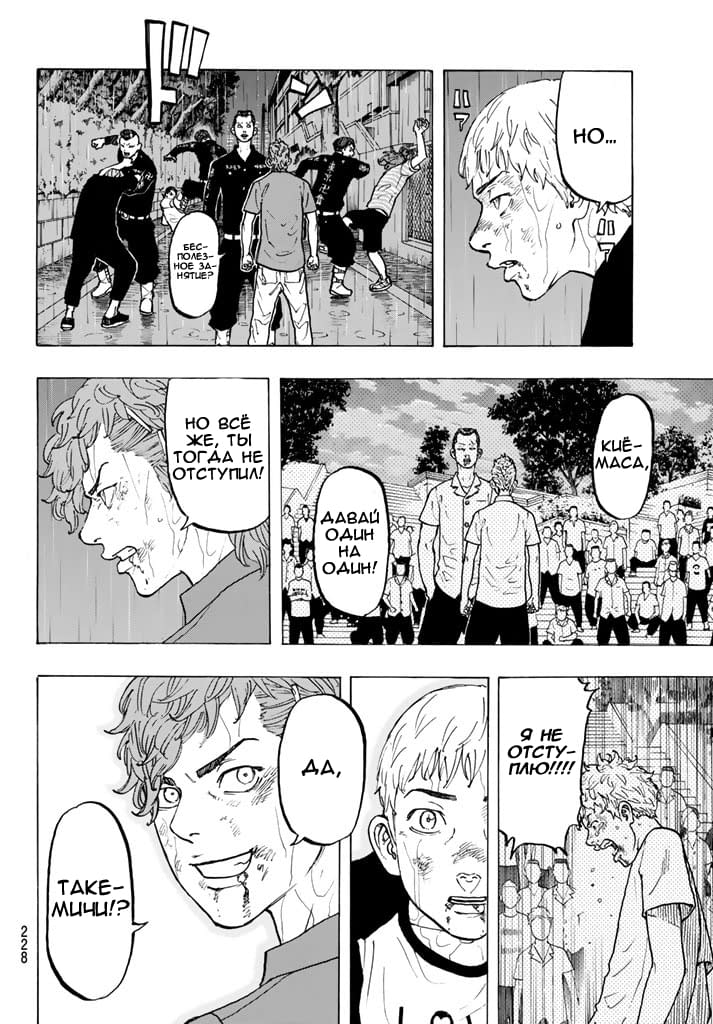 НО...
БЕС-
ПОЛЕЗ-
НОЕ ЗА-
НЯТИЕ?
КИЁ-
МАСА,
ДАВАЙ
ОДИН
НА
ОДИН!
НО ВСЁ
ЖЕ, ТЫ
ТОГДА НЕ
ОТСТУПИЛ!
Я НЕ
ОТСТУ-
ПЛЮ!!!!
ДА,
ТАКЕ-
МИЧИ!?
228